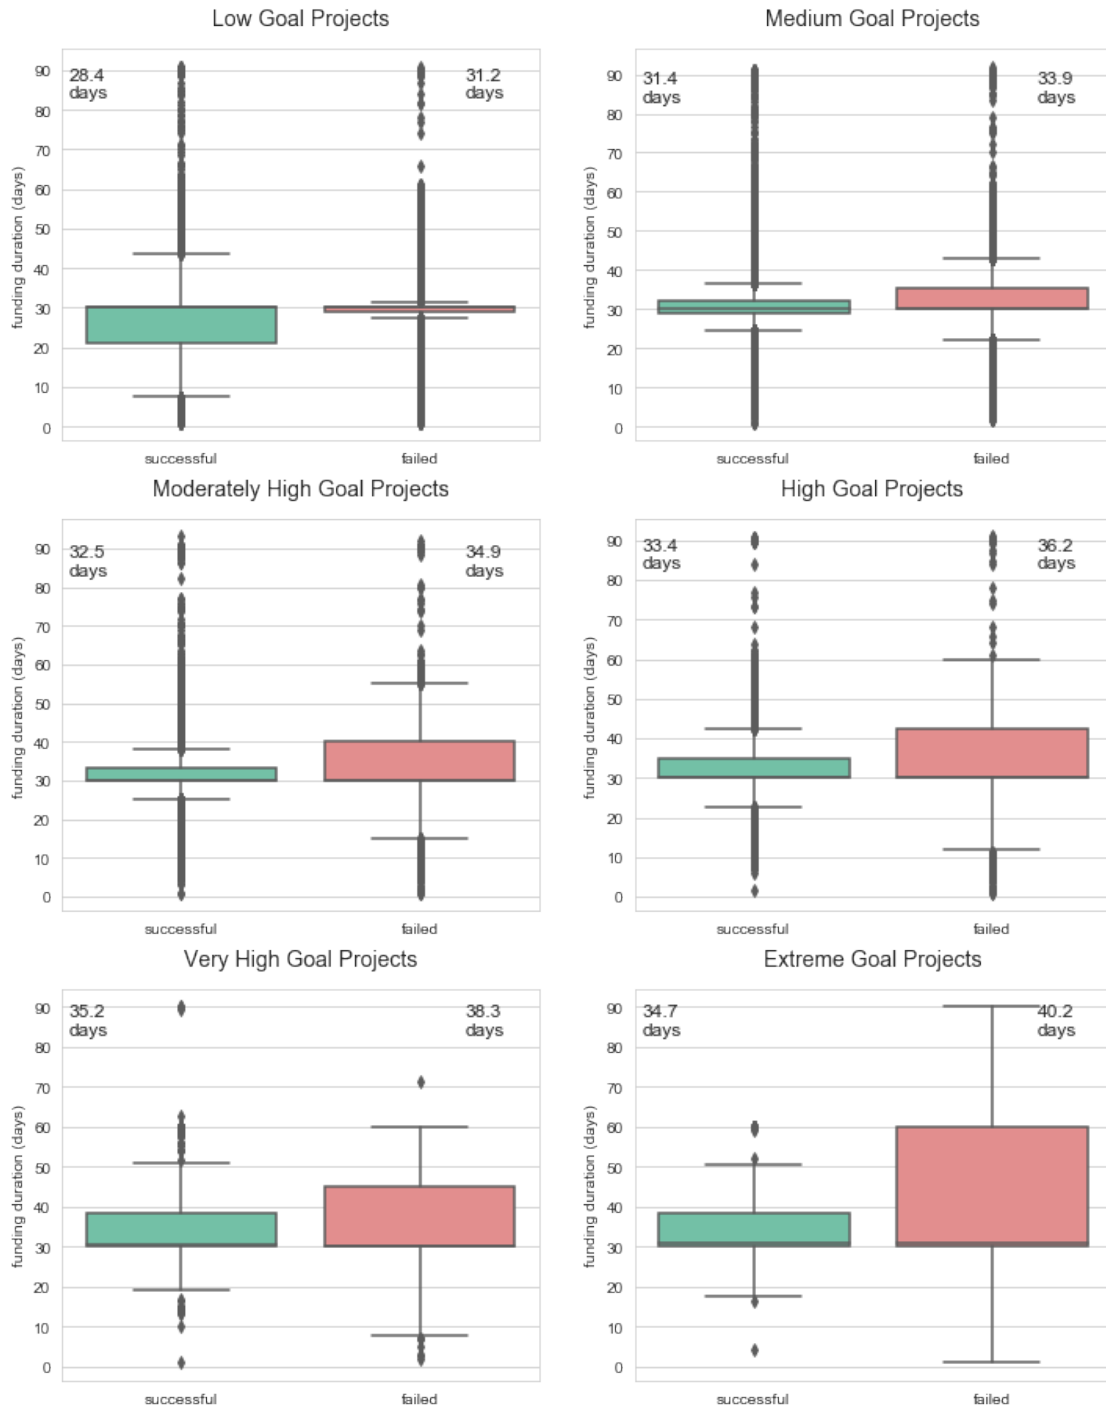 Low Goal Projects
funding duration (days)
90
80
70
60
50
40
30
20
10
0
28.4
days
31.2
days
successful
failed
Medium Goal Projects
funding duration (days)
90
80
70
60
50
40
30
20
10
0
31.4
days
33.9
days
successful
failed
Moderately High Goal Projects
funding duration (days)
90
80
70
60
50
40
30
20
10
0
32.5
days
34.9
days
successful
failed
High Goal Projects
funding duration (days)
90
80
70
60
50
40
30
20
10
0
33.4
days
36.2
days
successful
failed
Very High Goal Projects
funding duration (days)
90
80
70
60
50
40
30
20
10
0
35.2
days
38.3
days
successful
failed
Extreme Goal Projects
funding duration (days)
90
80
70
60
50
40
30
20
10
0
34.7
days
40.2
days
successful
failed